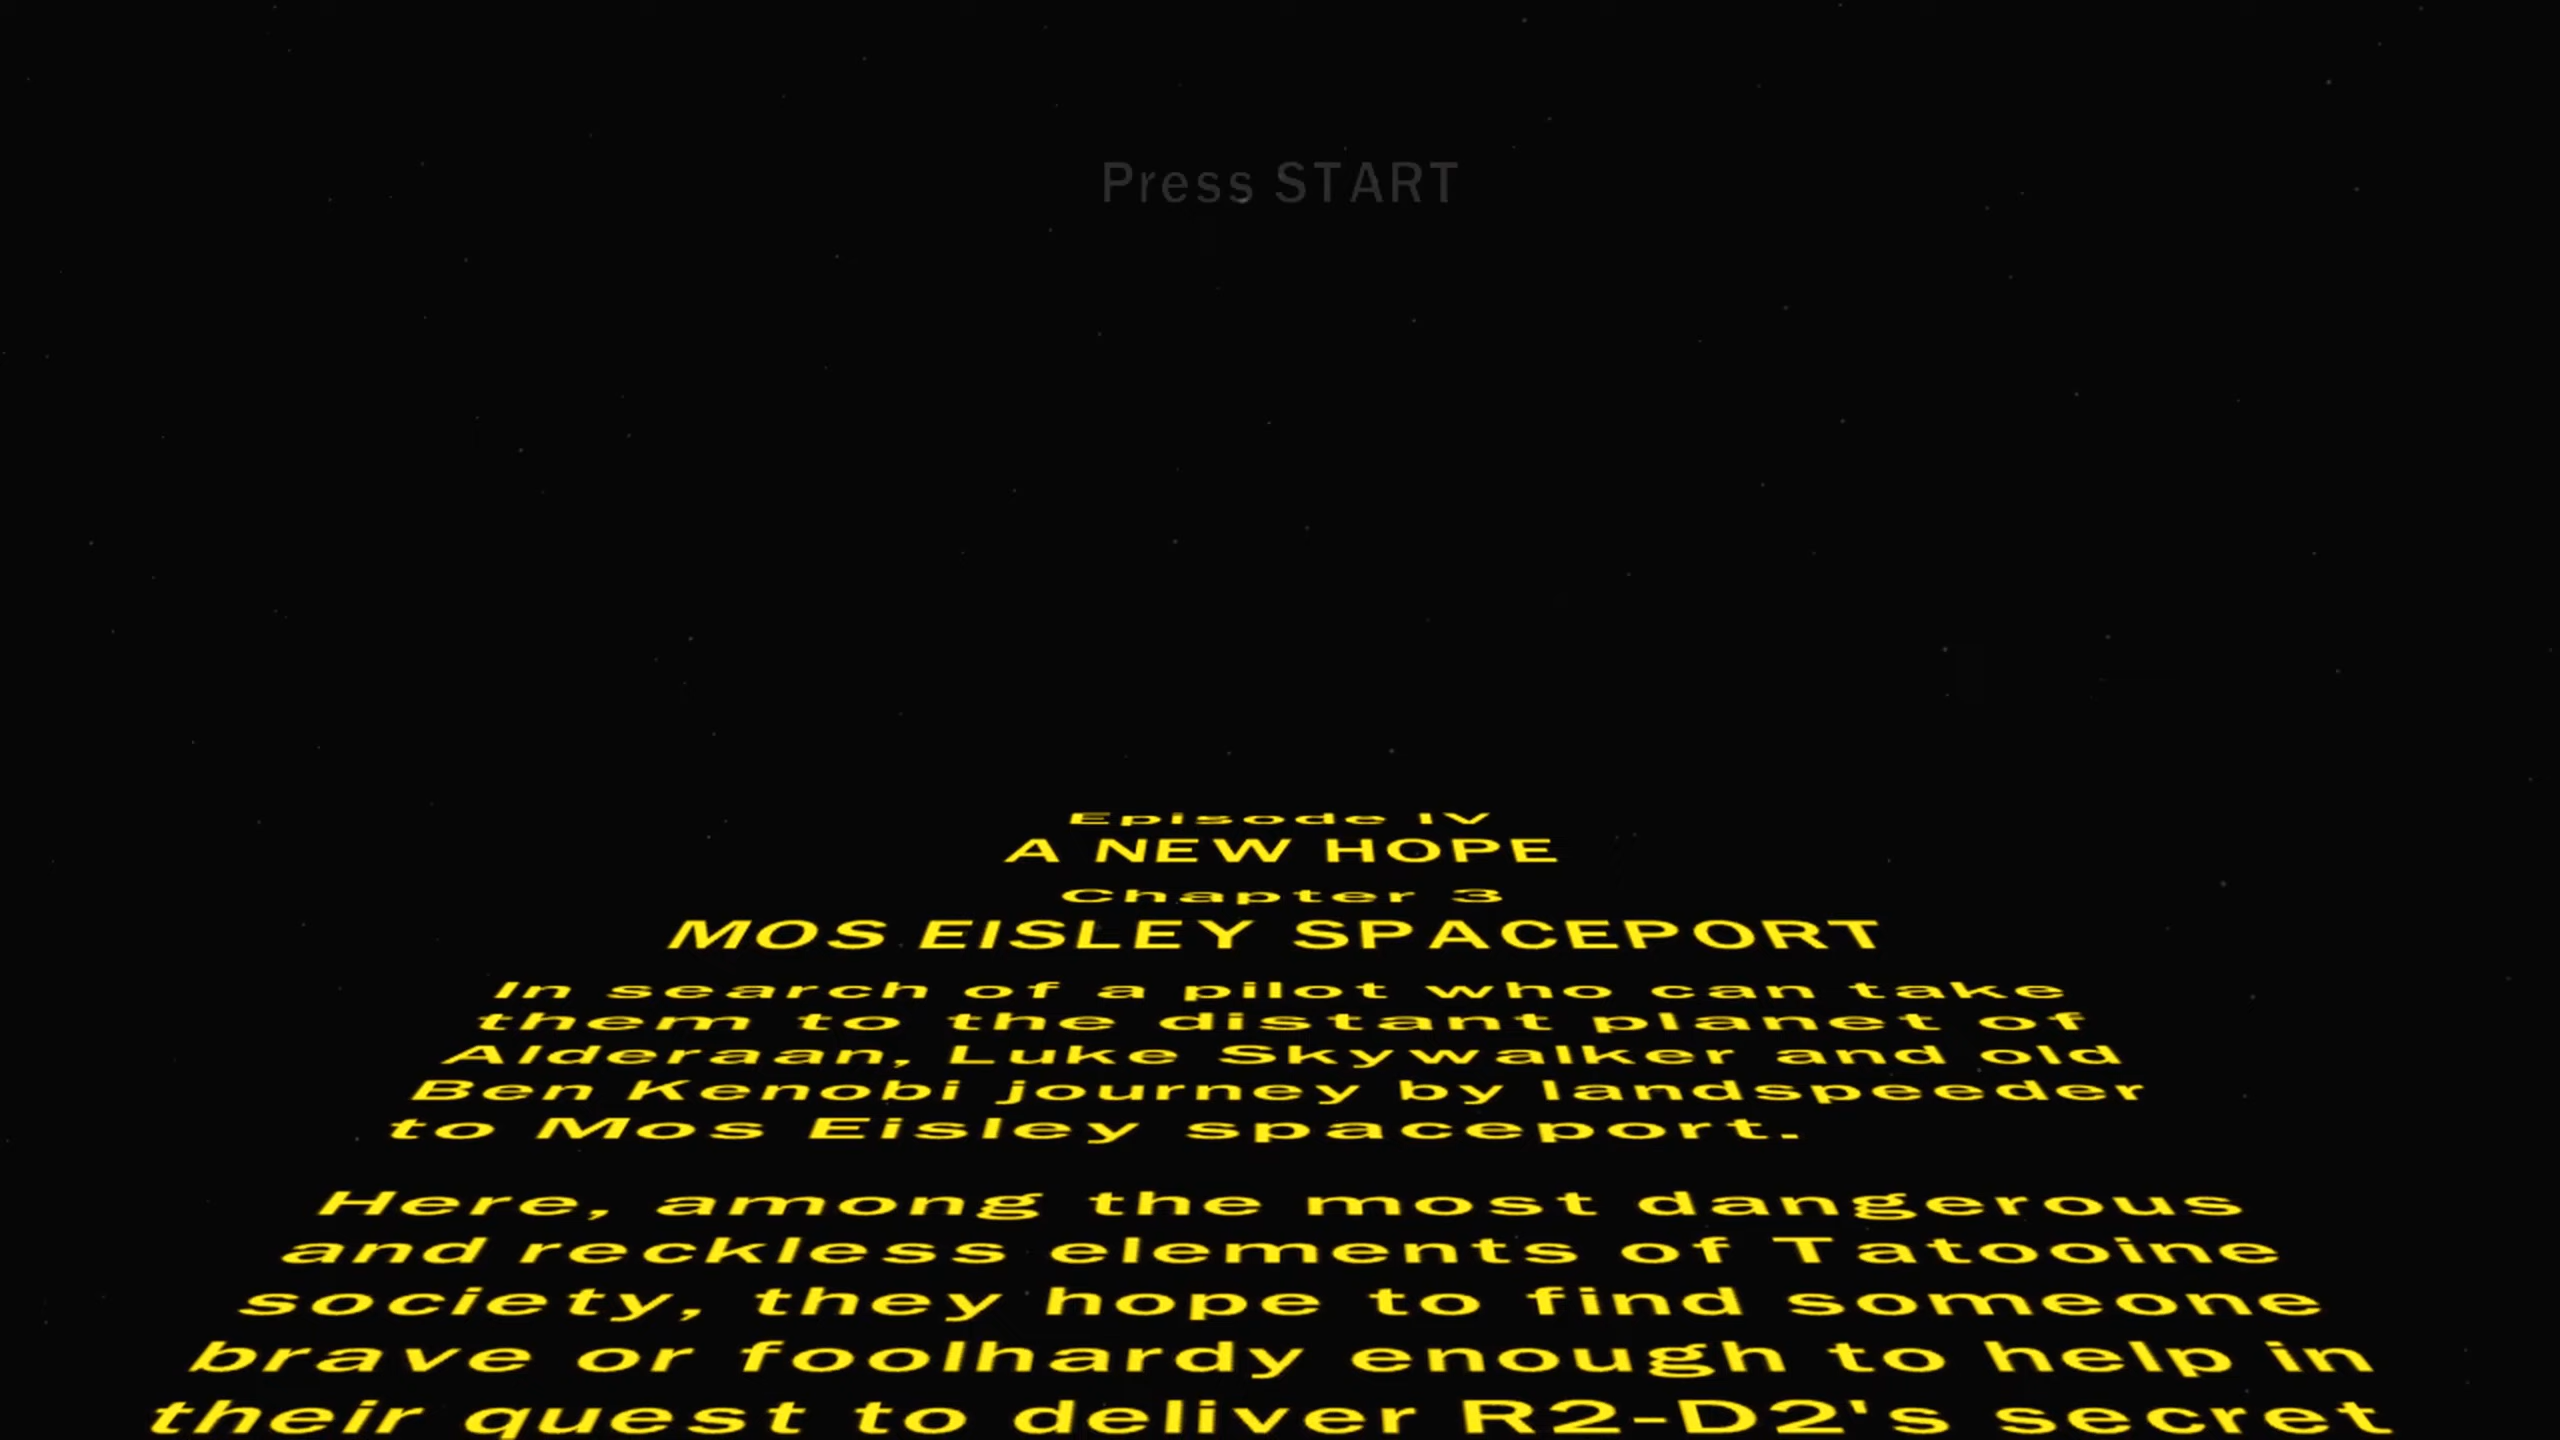 Press START
Episode IV
A NEW HOPE
Chapter 3
MOS EISLEY SPACEPORT
In search of a pilot who can take
them to the distant planet of
Alderaan, Luke Skywalker and old
Ben Kenobi journey by landspeeder
to Mos Eisley spaceport.
Here, among the most dangerous
and reckless elements of Tatooine
society, they hope to find someone
brave or foolhardy enough to help in
their quest to deliver R2-D2's secret